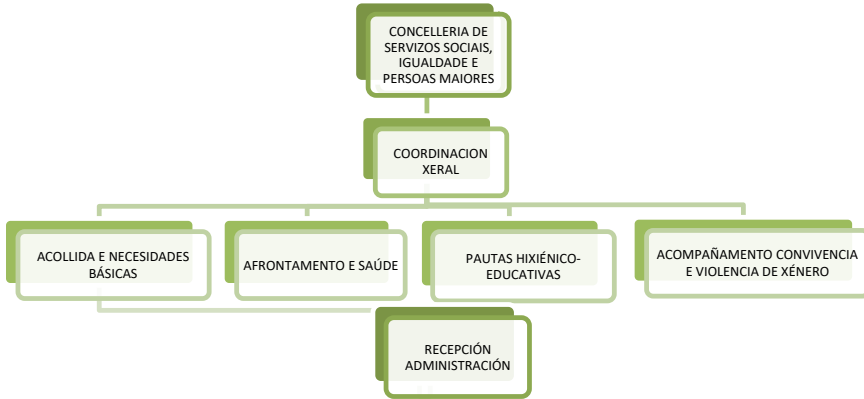 CONCELLERIA DE
SERVIZOS SOCIAIS,
IGUALDADE E
PERSOAS MAIORES
COORDINACION
XERAL
ACOLLIDA E NECESIDADES
BÁSICAS
AFRONTAMENTO E SAÚDE
PAUTAS HIXIÉNICO-
EDUCATIVAS
ACOMPAÑAMENTO CONVIVENCIA
E VIOLENCIA DE XÉNERO
RECEPCIÓN
ADMINISTRACIÓN